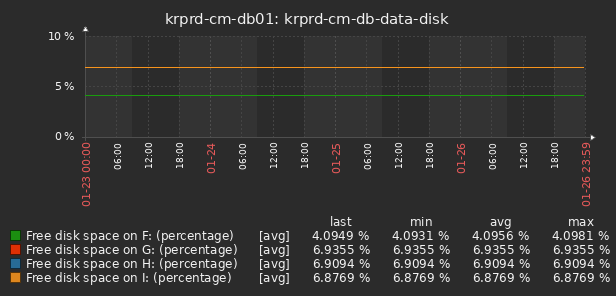 krprd-cm-db01: krprd-cm-db-data-disk
10 %
5 %
0 %
01-23 00:00 06:00 12:00 18:00 01-24 06:00 12:00 18:00 01-25 06:00 12:00 18:00 01-26 06:00 12:00 18:00 01-26 23:59
last min avg max
Free disk space on F: (percentage) [avg] 4.0949 % 4.0931 % 4.0956 % 4.0981 %
Free disk space on G: (percentage) [avg] 6.9355 % 6.9355 % 6.9355 % 6.9355 %
Free disk space on H: (percentage) [avg] 6.9094 % 6.9094 % 6.9094 % 6.9094 %
Free disk space on I: (percentage) [avg] 6.8769 % 6.8769 % 6.8769 % 6.8769 %